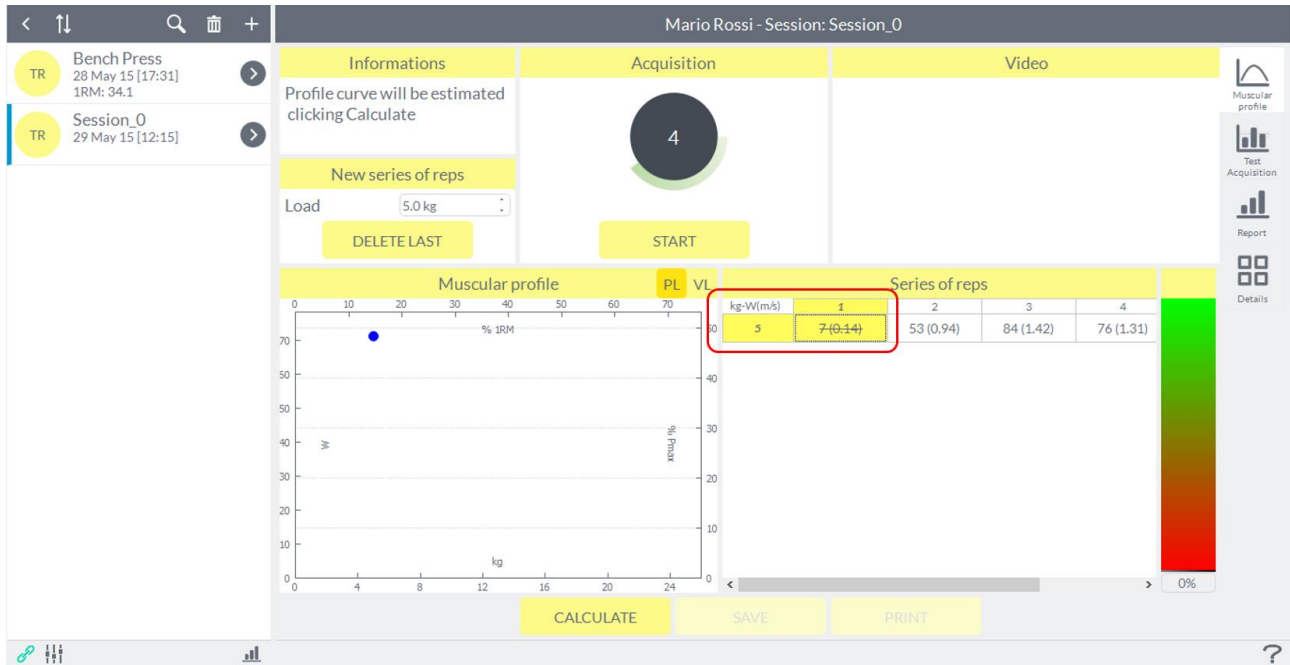 Mario Rossi - Session: Session_0
TR
Bench Press
28 May 15 [17:31]
1RM: 34.1
TR
Session_0
29 May 15 [12:15]
Informations
Profile curve will be estimated
clicking Calculate
New series of reps
Load
5.0 kg
DELETE LAST
Acquisition
4
START
Video
Muscular
profile
Test
Acquisition
Report
Details
Muscular profile
PL
VL
0 10 20 30 40 50 60 70
% 1RM
70
50
50
40
30
20
10
0
W
% Pmax
50
40
30
20
10
0
kg
0 4 8 12 16 20 24
Series of reps
kg-W(m/s) 1 2 3 4
5 7 (0.14) 53 (0.94) 84 (1.42) 76 (1.31)
0%
CALCULATE
SAVE
PRINT
?